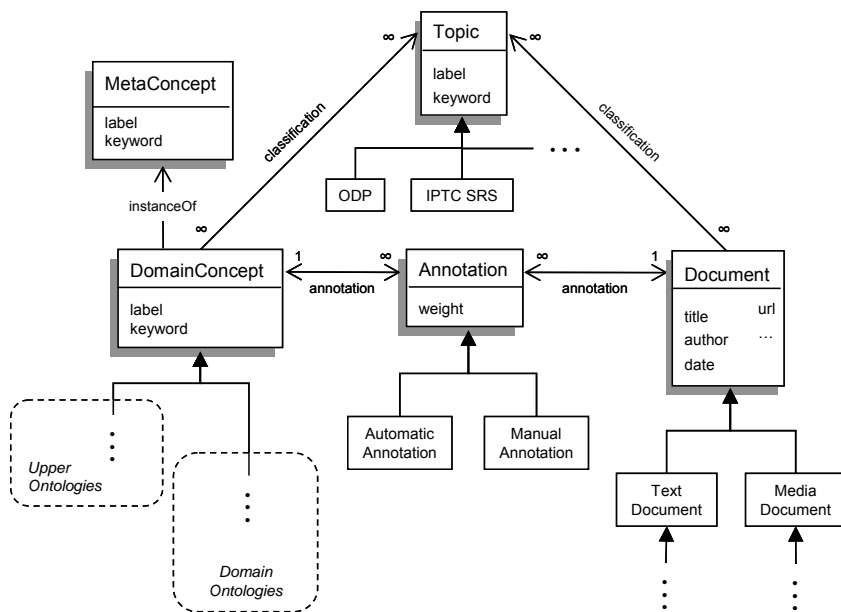 ∞
Topic
∞
label
keyword
MetaConcept
label
keyword
classification
classification
...
ODP
IPTC SRS
instanceOf
∞
∞
DomainConcept
label
keyword
1
∞
annotation
Annotation
weight
∞
1
annotation
Document
title
url
author
...
date
Automatic
Annotation
Manual
Annotation
Upper
Ontologies
Domain
Ontologies
Text
Document
Media
Document